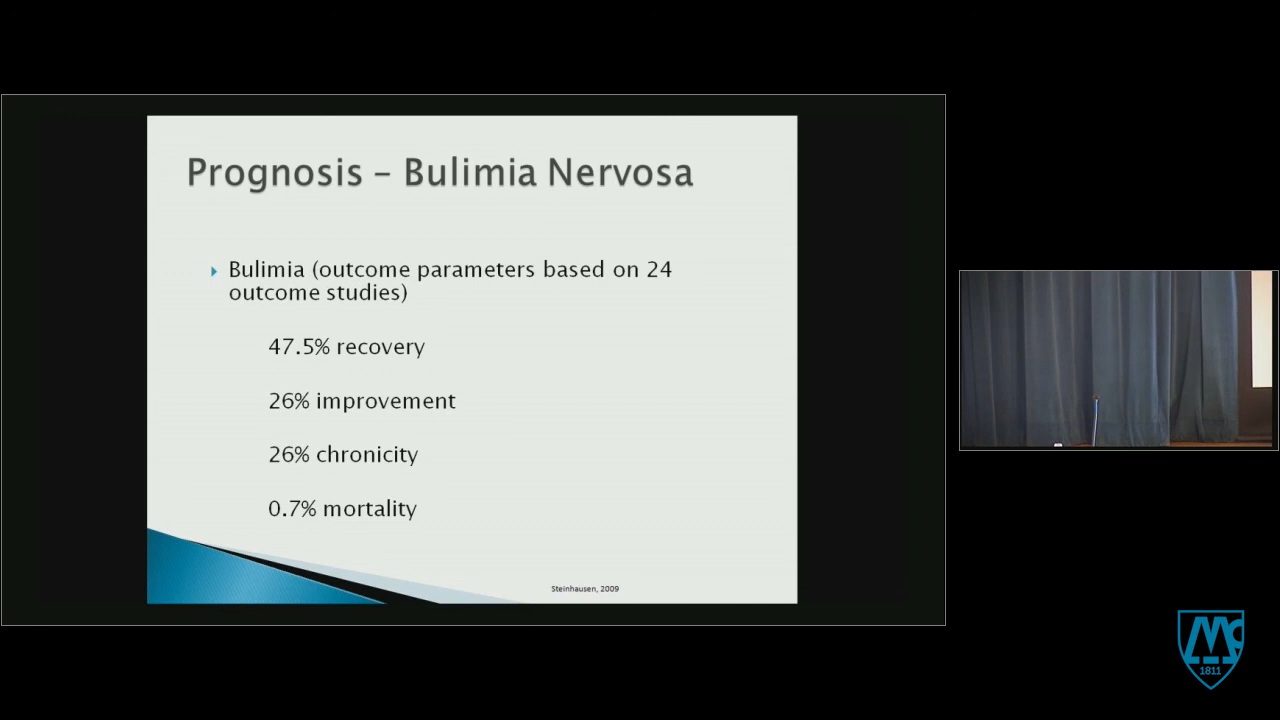 Prognosis – Bulimia Nervosa
Bulimia (outcome parameters based on 24
outcome studies)
47.5% recovery
26% improvement
26% chronicity
0.7% mortality
Steinhausen, 2009
Mc
1811